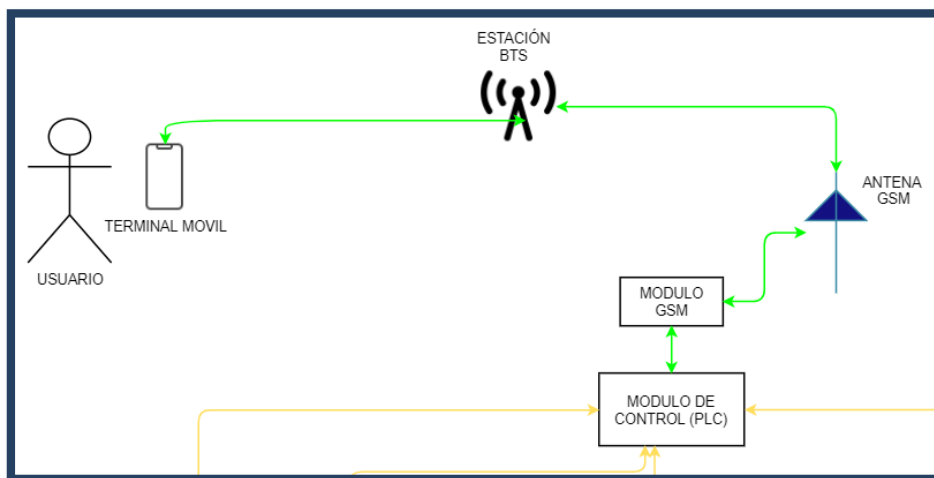 ESTACIÓN
BTS
ANTENA
GSM
TERMINAL MOVIL
USUARIO
MODULO
GSM
MODULO DE
CONTROL (PLC)